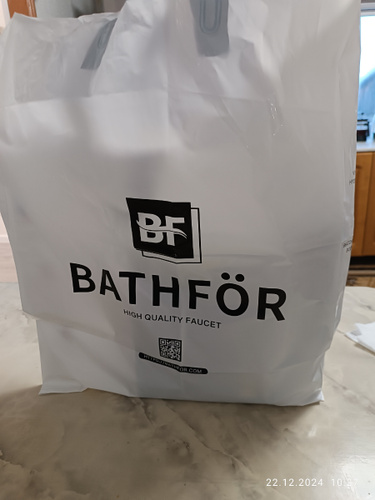 BF
BATHFÖR
HIGH QUALITY FAUCET
22.12.2024